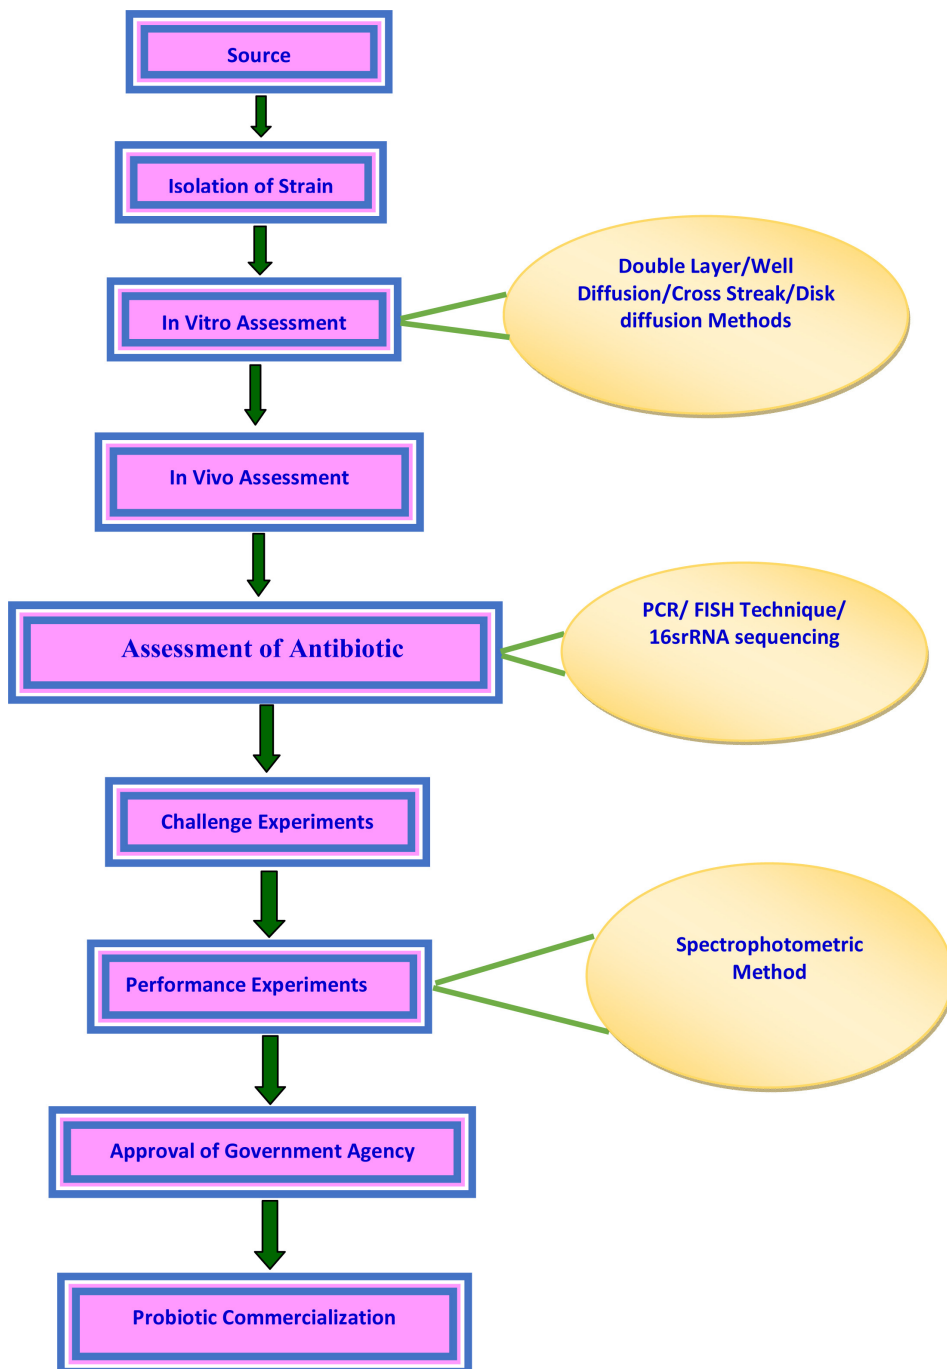 Source
Isolation of Strain
Double Layer/Well
Diffusion/Cross Streak/Disk
diffusion Methods
In Vitro Assessment
In Vivo Assessment
PCR/ FISH Technique/
16srRNA sequencing
Assessment of Antibiotic
Challenge Experiments
Spectrophotometric
Method
Performance Experiments
Approval of Government Agency
Probiotic Commercialization